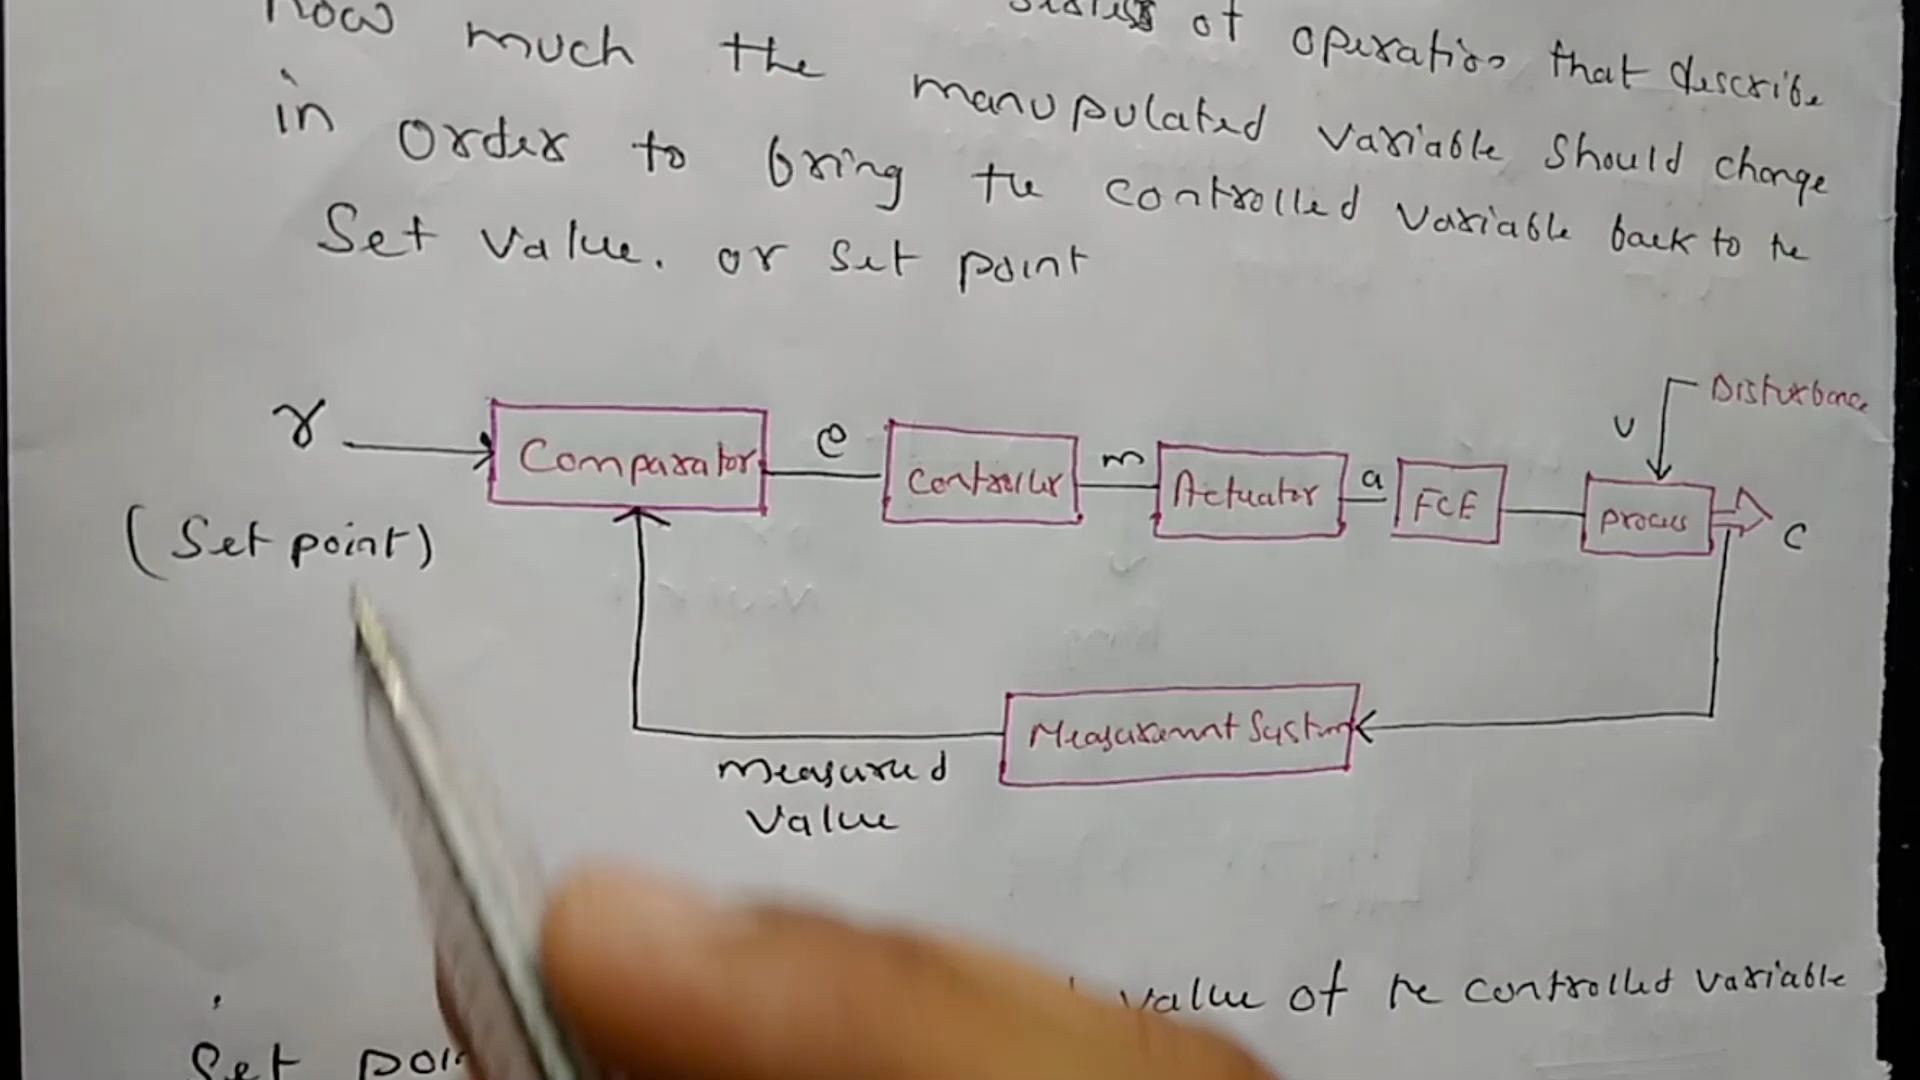 how much the states of operation that describe
manupulated variable should change
in order to bring the controlled variable back to the
Set value. or set point
r
(Set point)
Comparator
e
Controller
m
Actuator
a
FCE
process
U
Disturbance
C
Measurement System
measured
value
value of the controlled variable
Set